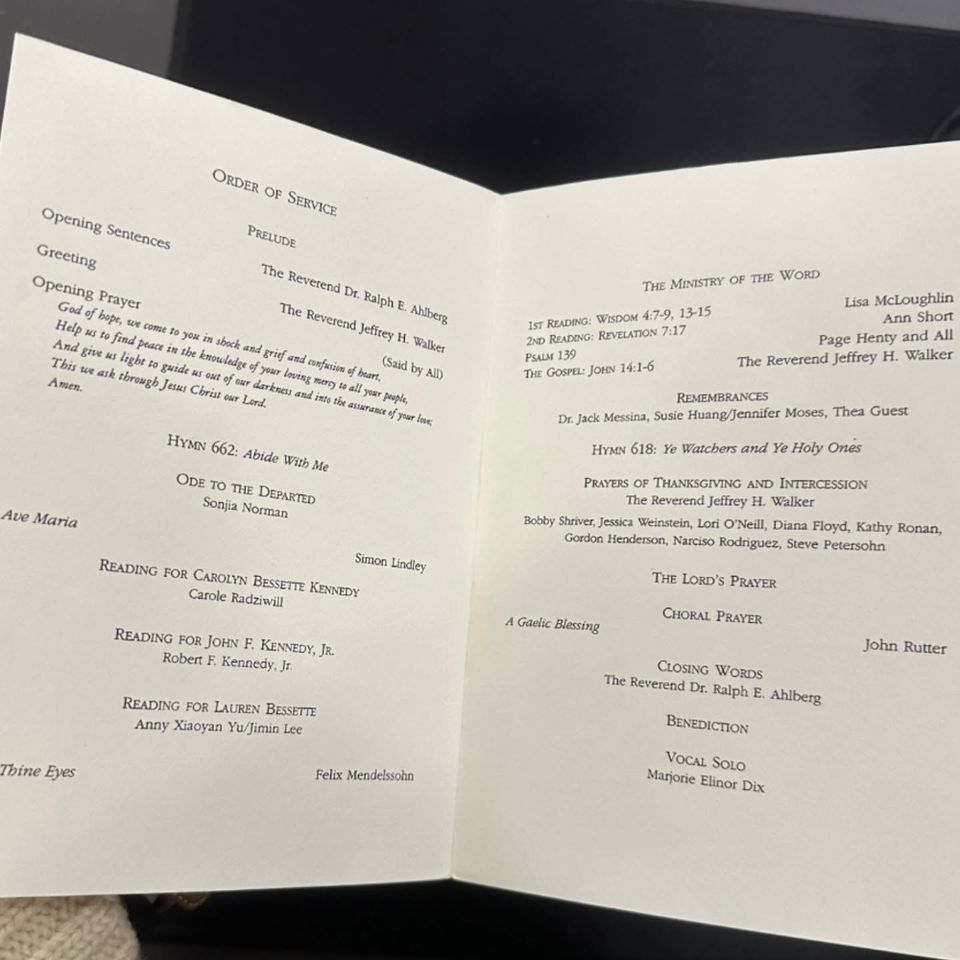 ORDER OF SERVICE
PRELUDE
Opening Sentences The Reverend Dr. Ralph E. Ahlberg
Greeting The Reverend Jeffrey H. Walker
Opening Prayer (Said by All)
God of hope, we come to you in shock and grief and confusion of heart,
Help us to find peace in the knowledge of your loving mercy to all your people,
And give us light to guide us out of our darkness and into the assurance of your love;
This we ask through Jesus Christ our Lord.
Amen.
HYMN 662: Abide With Me
ODE TO THE DEPARTED
Sonjia Norman
Ave Maria Simon Lindley
READING FOR CAROLYN BESSETTE KENNEDY
Carole Radziwill
READING FOR JOHN F. KENNEDY, JR.
Robert F. Kennedy, Jr.
READING FOR LAUREN BESSETTE
Anny Xiaoyan Yu/Jimin Lee
Thine Eyes Felix Mendelssohn
THE MINISTRY OF THE WORD
1ST READING: WISDOM 4:7-9, 13-15 Lisa McLoughlin
2ND READING: REVELATION 7:17 Ann Short
PSALM 139 Page Henty and All
THE GOSPEL: JOHN 14:1-6 The Reverend Jeffrey H. Walker
REMEMBRANCES
Dr. Jack Messina, Susie Huang/Jennifer Moses, Thea Guest
HYMN 618: Ye Watchers and Ye Holy Ones
PRAYERS OF THANKSGIVING AND INTERCESSION
The Reverend Jeffrey H. Walker
Bobby Shriver, Jessica Weinstein, Lori O'Neill, Diana Floyd, Kathy Ronan,
Gordon Henderson, Narciso Rodriguez, Steve Petersohn
THE LORD'S PRAYER
CHORAL PRAYER
A Gaelic Blessing John Rutter
CLOSING WORDS
The Reverend Dr. Ralph E. Ahlberg
BENEDICTION
VOCAL SOLO
Marjorie Elinor Dix